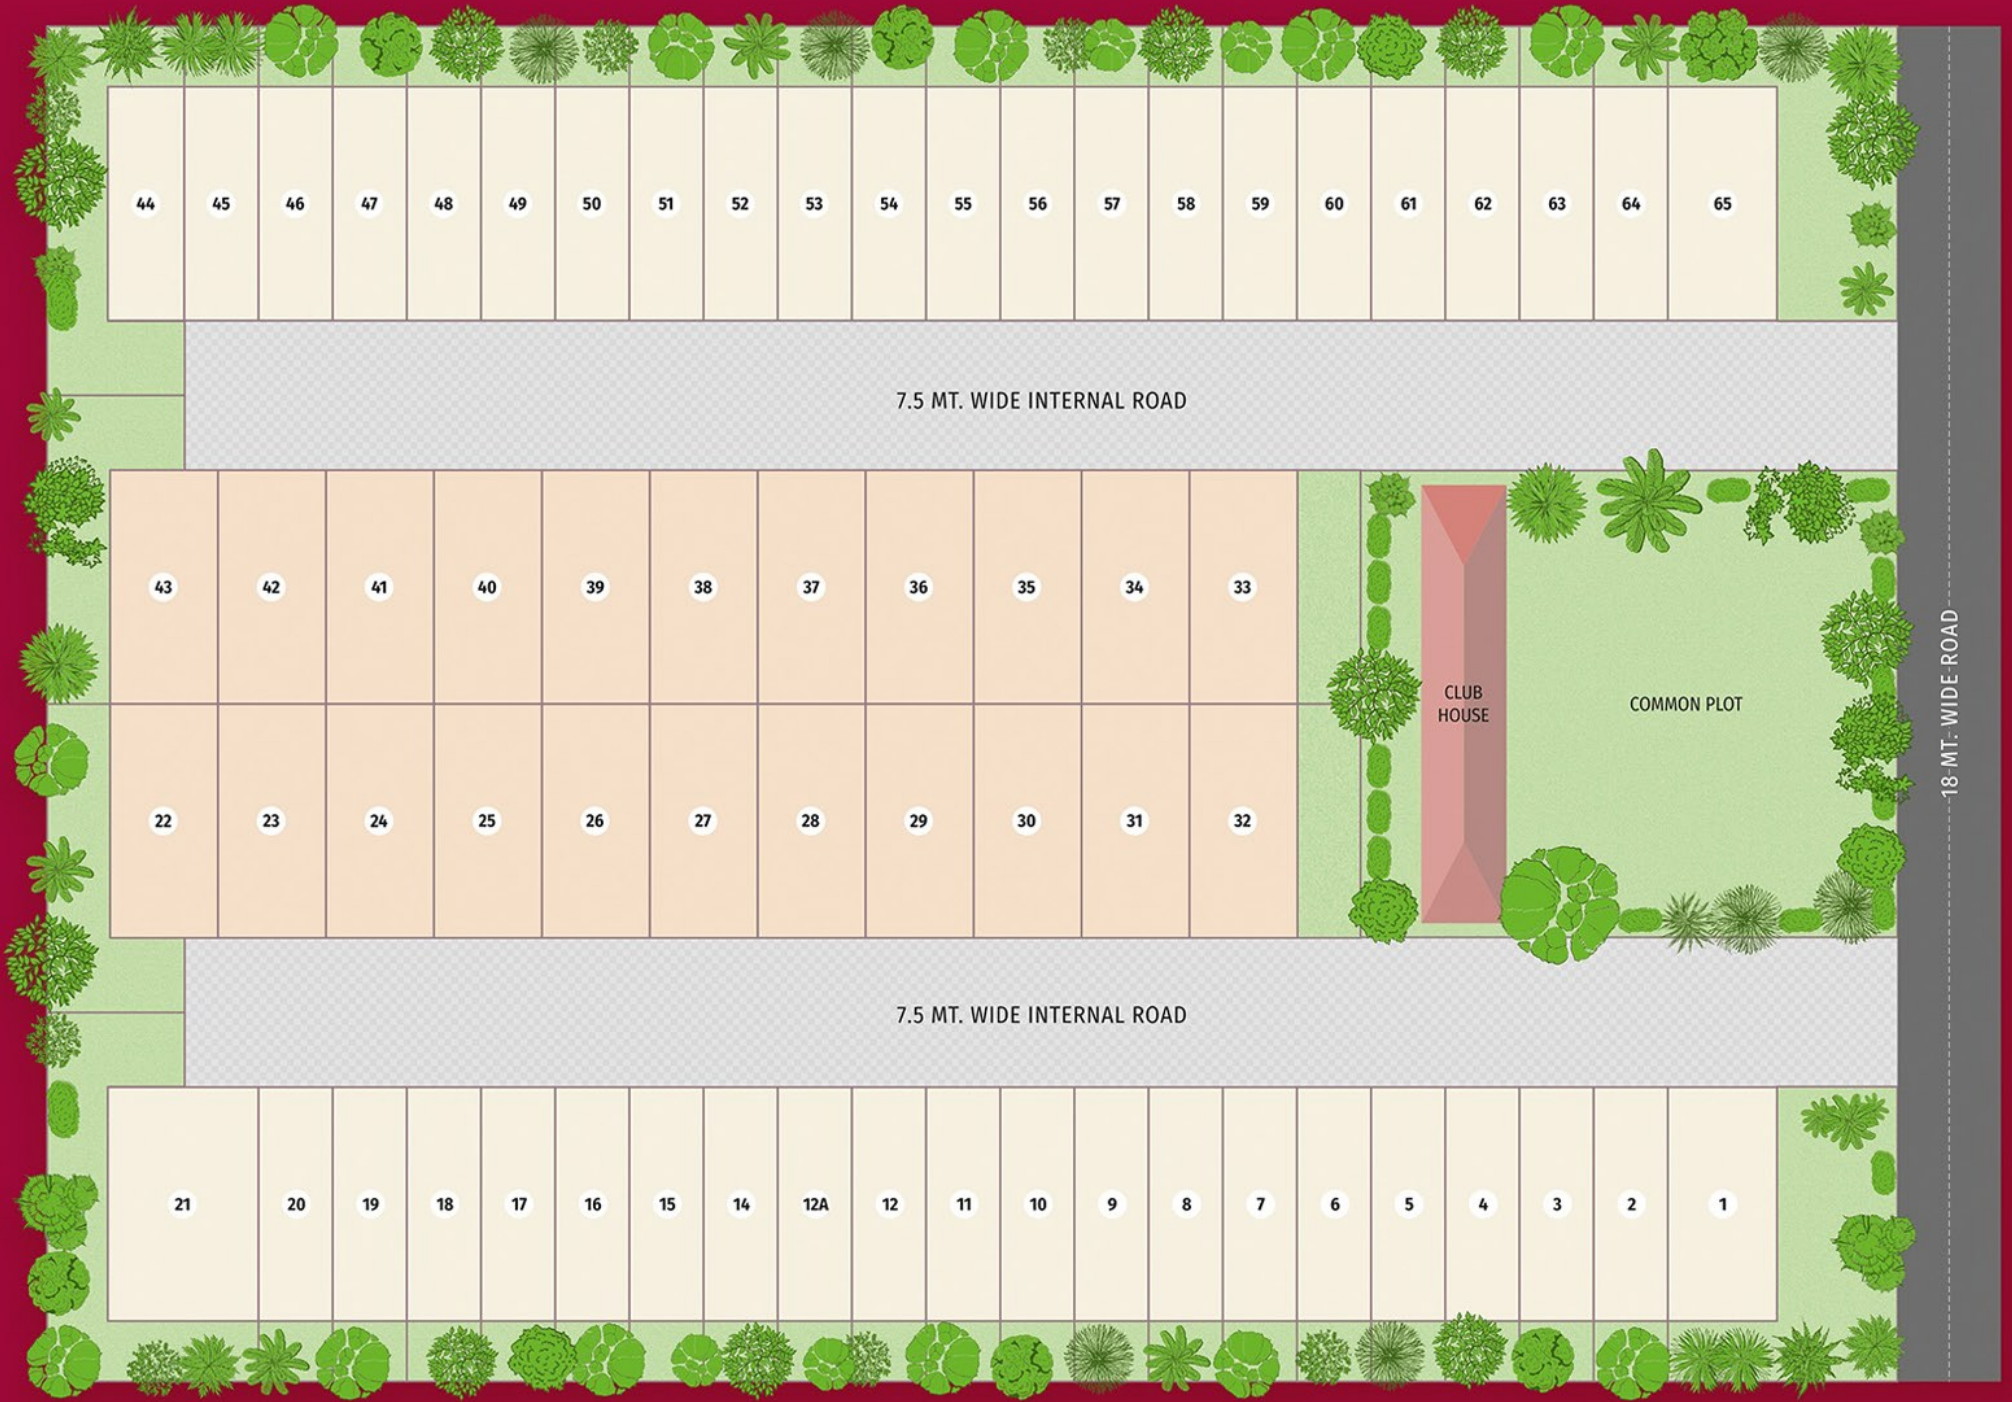 44 45 46 47 48 49 50 51 52 53 54 55 56 57 58 59 60 61 62 63 64 65
7.5 MT. WIDE INTERNAL ROAD
43 42 41 40 39 38 37 36 35 34 33
CLUB
HOUSE
COMMON PLOT
18 MT. WIDE ROAD
22 23 24 25 26 27 28 29 30 31 32
7.5 MT. WIDE INTERNAL ROAD
21 20 19 18 17 16 15 14 12A 12 11 10 9 8 7 6 5 4 3 2 1